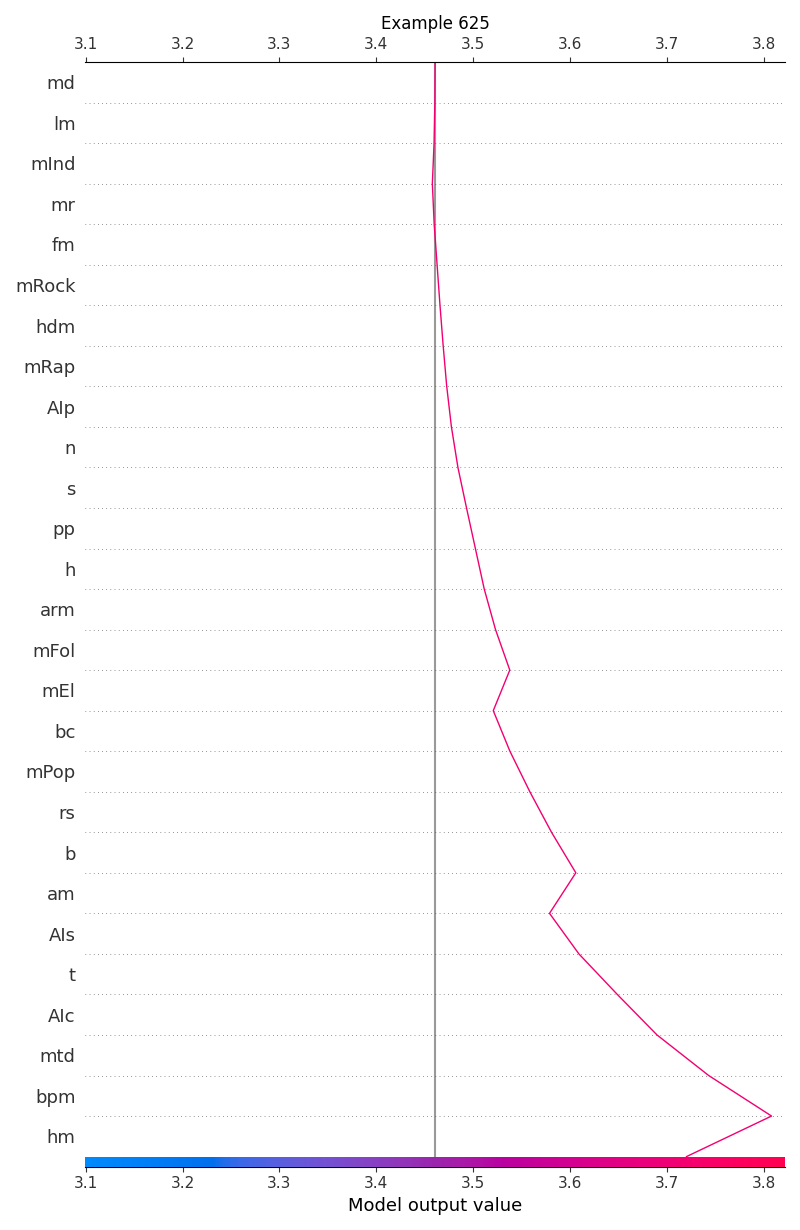 Example 625
3.1 3.2 3.3 3.4 3.5 3.6 3.7 3.8
md
lm
mInd
mr
fm
mRock
hdm
mRap
AIp
n
s
pp
h
arm
mFol
mEl
bc
mPop
rs
b
am
AIs
t
AIc
mtd
bpm
hm
3.1 3.2 3.3 3.4 3.5 3.6 3.7 3.8
Model output value